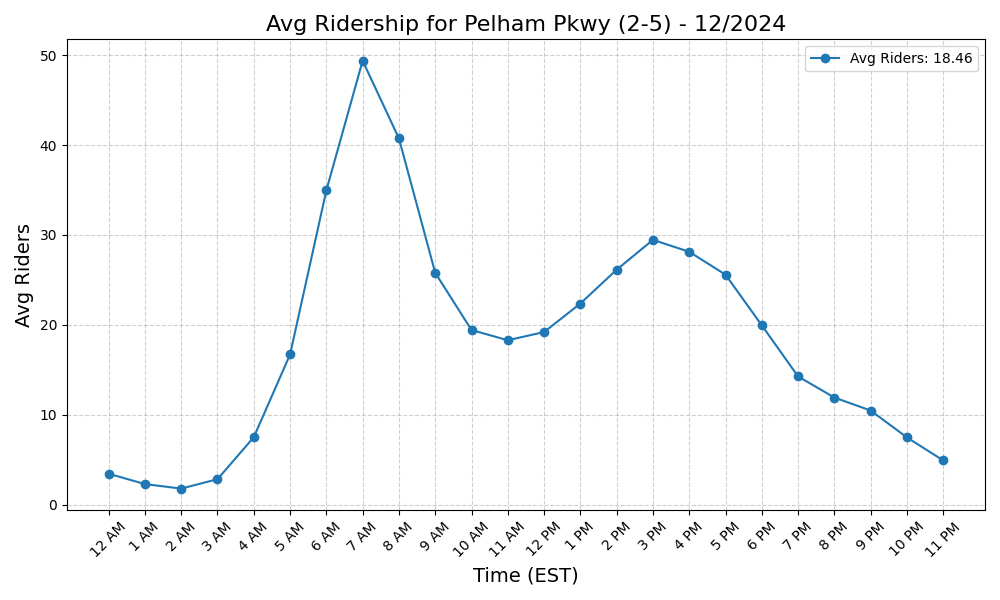 Avg Ridership for Pelham Pkwy (2-5) - 12/2024
Avg Riders: 18.46
Avg Riders
50
40
30
20
10
0
12 AM
1 AM
2 AM
3 AM
4 AM
5 AM
6 AM
7 AM
8 AM
9 AM
10 AM
11 AM
12 PM
1 PM
2 PM
3 PM
4 PM
5 PM
6 PM
7 PM
8 PM
9 PM
10 PM
11 PM
Time (EST)